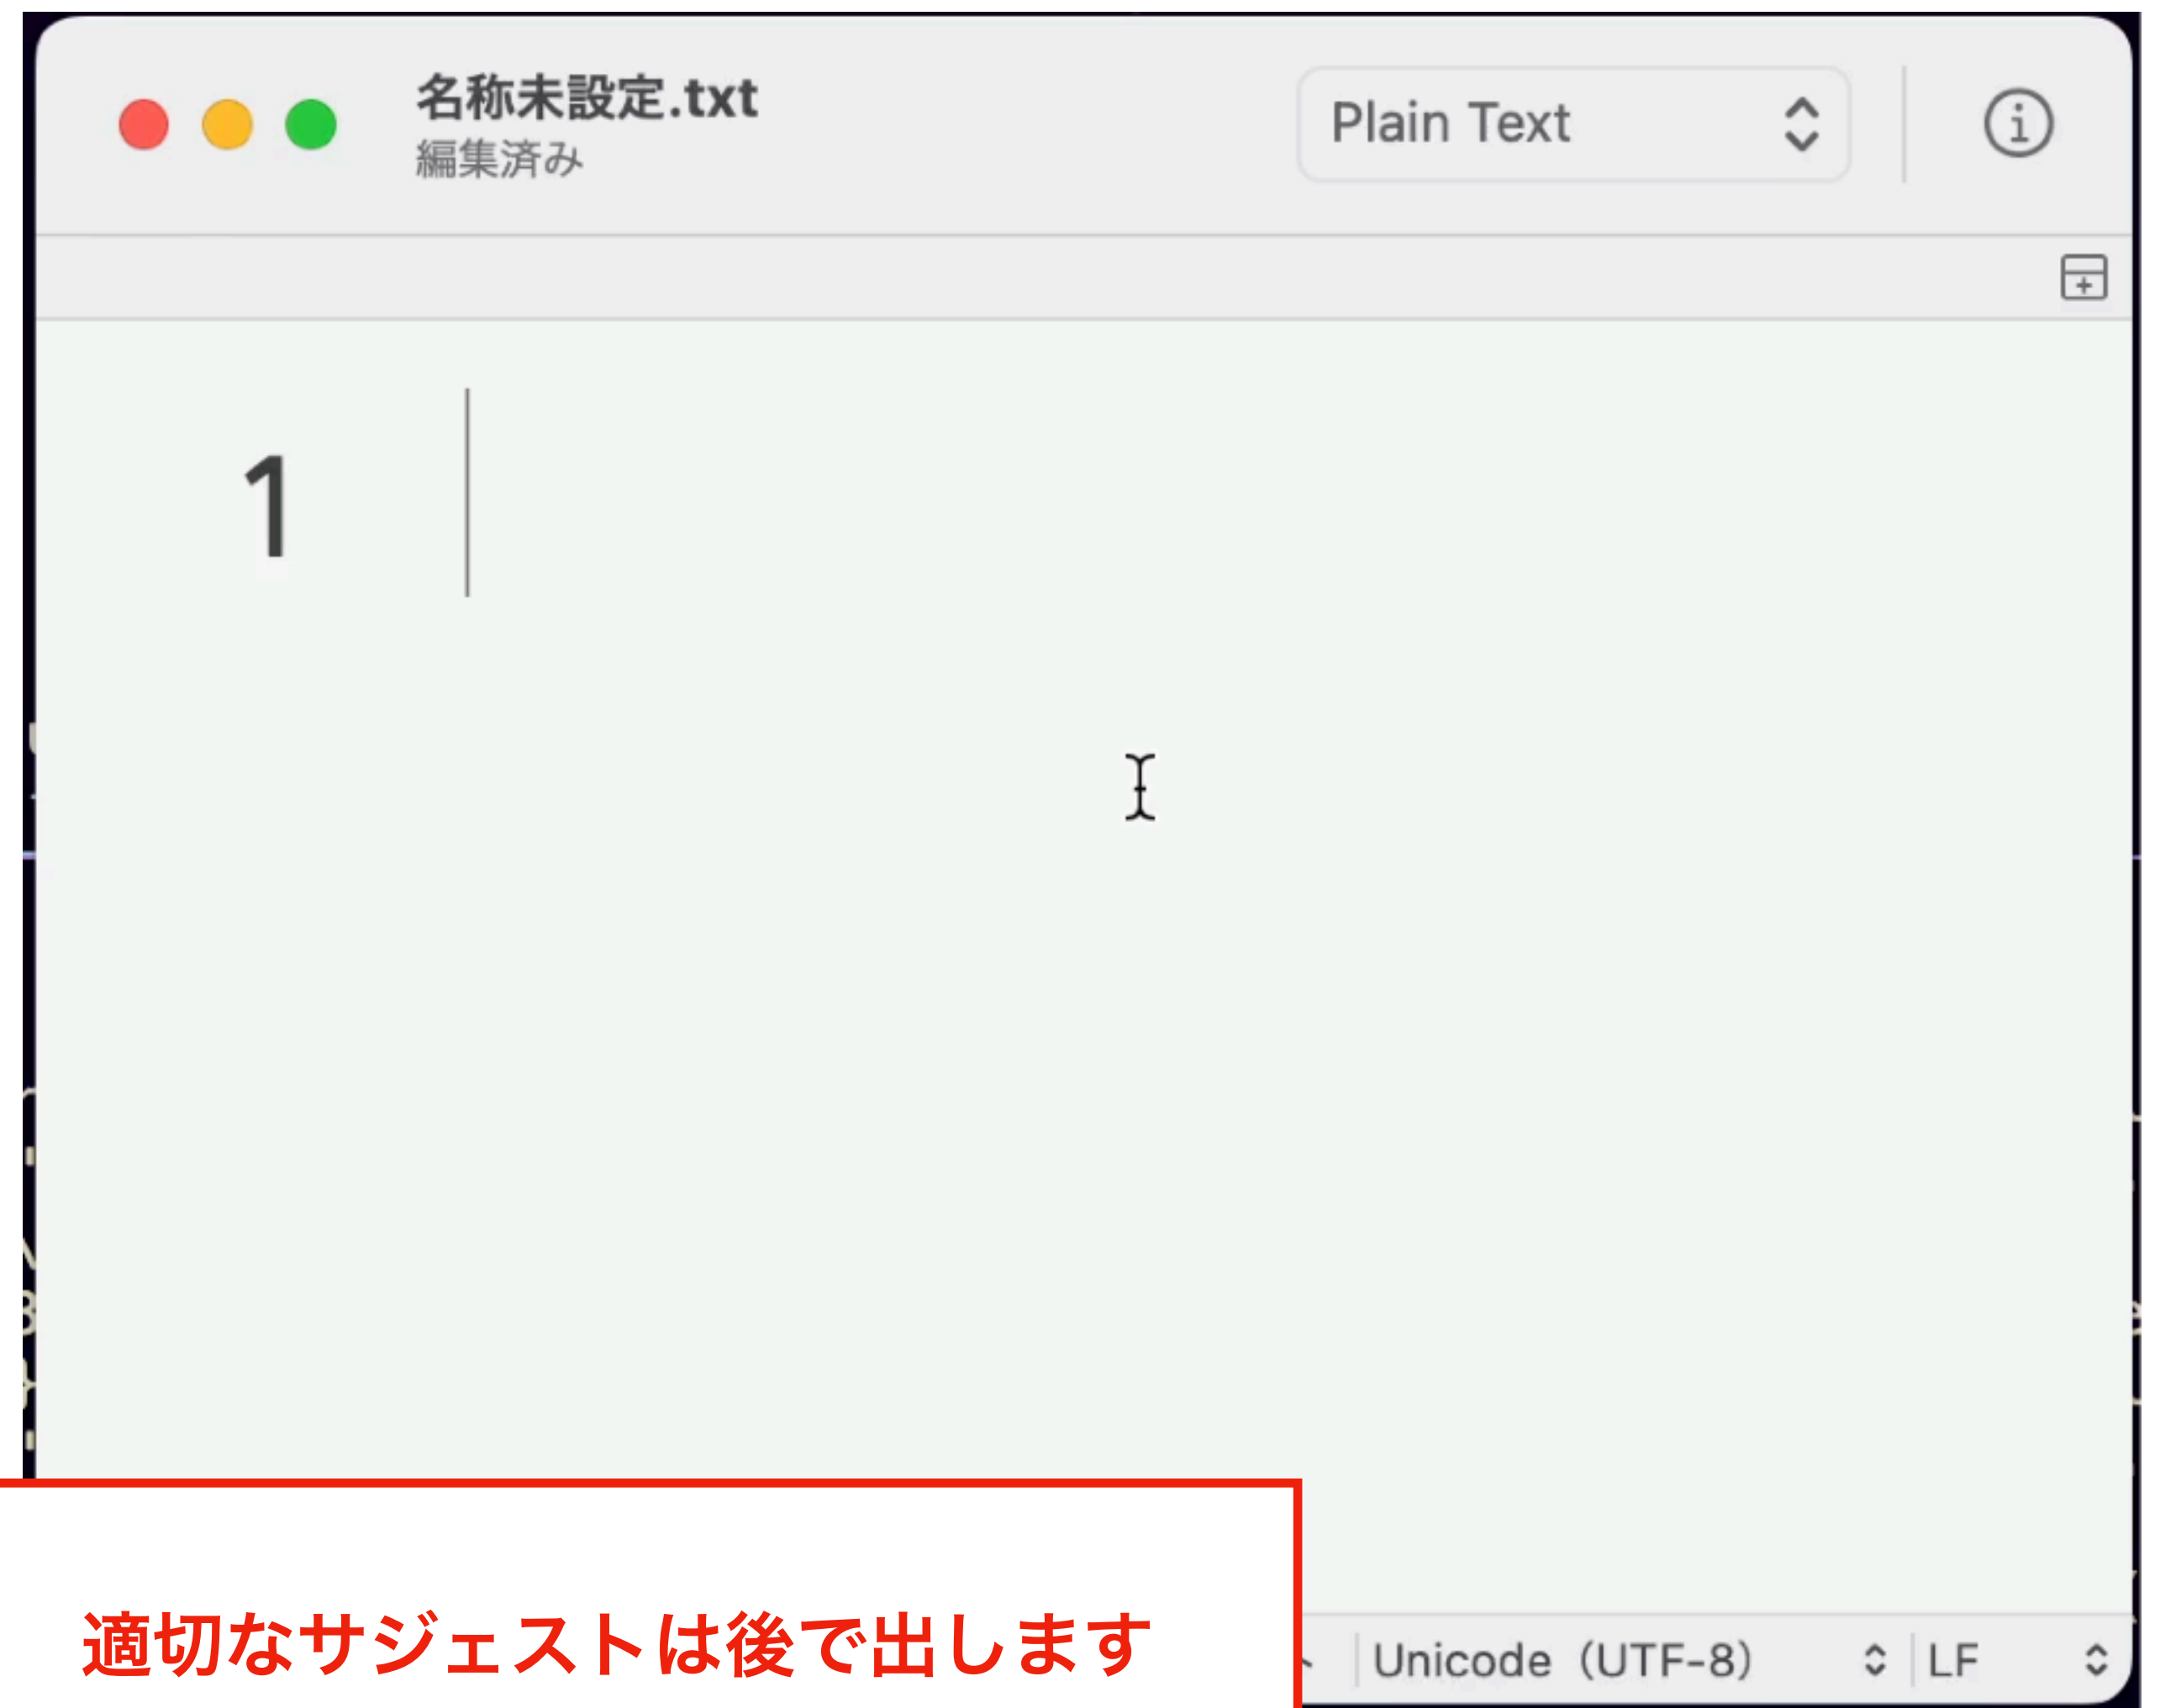 名称未設定.txt
編集済み
Plain Text
1
適切なサジェストは後で出します
Unicode（UTF-8）
LF